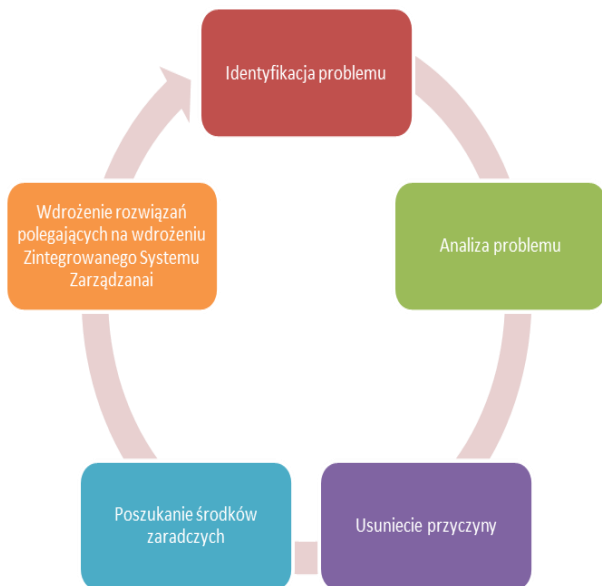 Identyfikacja problemu
Analiza problemu
Usuniecie przyczyny
Poszukanie środków
zaradczych
Wdrożenie rozwiązań
polegających na wdrożeniu
Zintegrowanego Systemu
Zarządzanai